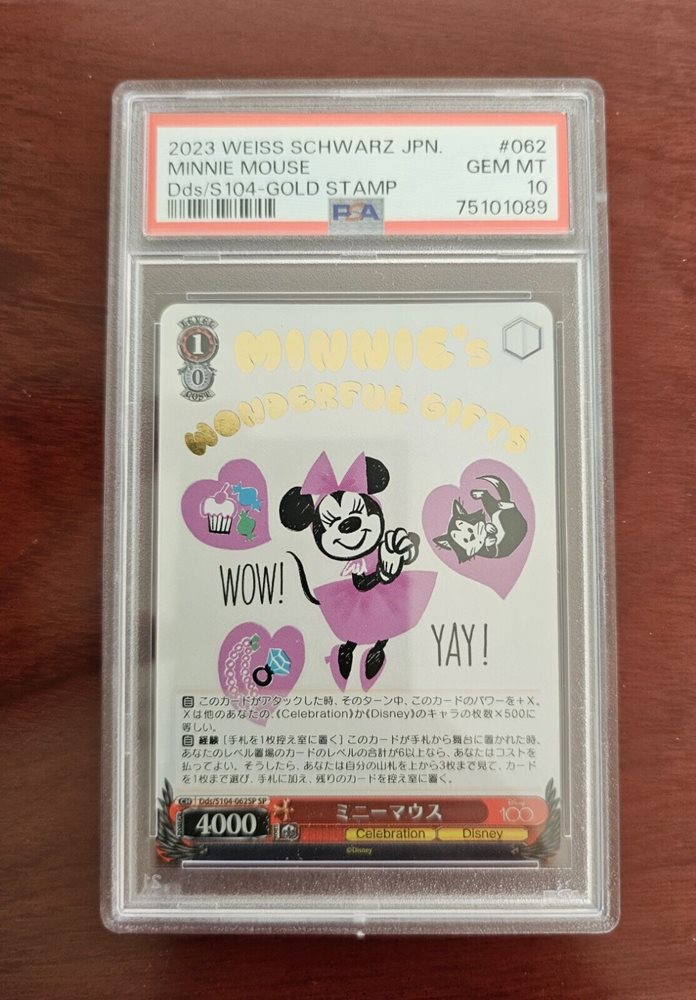 2023 WEISS SCHWARZ JPN. #062
MINNIE MOUSE GEM MT
Dds/S104-GOLD STAMP 10
PSA 75101089
LEVEL
1
0
COST
MINNIE's
WONDERFUL GIFTS
WOW!
YAY!
このカードがアタックした時、そのターン中、このカードのパワーを+X。
Xは他のあなたの、《Celebration》か《Disney》のキャラの枚数×500に
等しい。
経験 [手札を1枚控え室に置く] このカードが手札から舞台に置かれた時、
あなたのレベル置場のカードのレベルの合計が6以上なら、あなたはコストを
払ってよい。そうしたら、あなたは自分の山札を上から3枚まで見て、カード
を1枚まで選び、手札に加え、残りのカードを控え室に置く。
CH Dds/S104-062SP SP
ミニーマウス
Disney
100
4000
Celebration Disney
©Disney